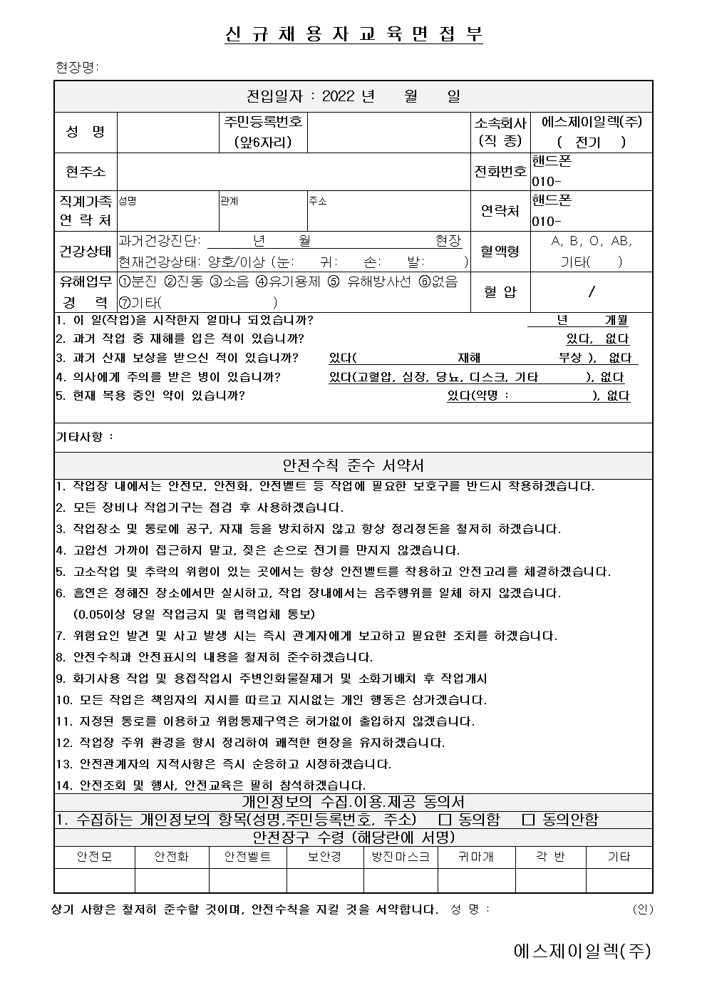 신 규 채 용 자 교 육 면 접 부
현장명:
전입일자 : 2022 년 월 일
성 명 주민등록번호 (앞6자리) 소속회사 (직 종) 에스제이일렉(주) ( 전기 )
현주소 전화번호 핸드폰 010-
직계가족 연 락 처 성명 관계 주소 연락처 핸드폰 010-
건강상태 과거건강진단: 년 월 현장 혈액형 A, B, O, AB,
현재건강상태: 양호/이상 (눈: 귀: 손: 발: ) 기타( )
유해업무 경 력 ①분진 ②진동 ③소음 ④유기용제 ⑤ 유해방사선 ⑥없음 혈 압 /
⑦기타( )
1. 이 일(작업)을 시작한지 얼마나 되었습니까? 년 개월
2. 과거 작업 중 재해를 입은 적이 있습니까? 있다, 없다
3. 과거 산재 보상을 받으신 적이 있습니까? 있다( 재해 부상 ), 없다
4. 의사에게 주의를 받은 병이 있습니까? 있다(고혈압, 심장, 당뇨, 디스크, 기타 ), 없다
5. 현재 복용 중인 약이 있습니까? 있다(약명 : ), 없다
기타사항 :
안전수칙 준수 서약서
1. 작업장 내에서는 안전모, 안전화, 안전벨트 등 작업에 필요한 보호구를 반드시 착용하겠습니다.
2. 모든 장비나 작업기구는 점검 후 사용하겠습니다.
3. 작업장소 및 통로에 공구, 자재 등을 방치하지 않고 항상 정리정돈을 철저히 하겠습니다.
4. 고압선 가까이 접근하지 말고, 젖은 손으로 전기를 만지지 않겠습니다.
5. 고소작업 및 추락의 위험이 있는 곳에서는 항상 안전벨트를 착용하고 안전고리를 체결하겠습니다.
6. 흡연은 정해진 장소에서만 실시하고, 작업 장내에서는 음주행위를 일체 하지 않겠습니다.
(0.05이상 당일 작업금지 및 협력업체 통보)
7. 위험요인 발견 및 사고 발생 시는 즉시 관계자에게 보고하고 필요한 조치를 하겠습니다.
8. 안전수칙과 안전표시의 내용을 철저히 준수하겠습니다.
9. 화기사용 작업 및 용접작업시 주변인화물질제거 및 소화기배치 후 작업개시
10. 모든 작업은 책임자의 지시를 따르고 지시없는 개인 행동은 삼가겠습니다.
11. 지정된 통로를 이용하고 위험통제구역은 허가없이 출입하지 않겠습니다.
12. 작업장 주위 환경을 항시 정리하여 쾌적한 현장을 유지하겠습니다.
13. 안전관계자의 지적사항은 즉시 순응하고 시정하겠습니다.
14. 안전조회 및 행사, 안전교육은 필히 참석하겠습니다.
개인정보의 수집.이용.제공 동의서
1. 수집하는 개인정보의 항목(성명,주민등록번호, 주소) □ 동의함 □ 동의안함
안전장구 수령 (해당란에 서명)
안전모 안전화 안전벨트 보안경 방진마스크 귀마개 각 반 기타
상기 사항은 철저히 준수할 것이며, 안전수칙을 지킬 것을 서약합니다. 성 명 : (인)
에스제이일렉(주)